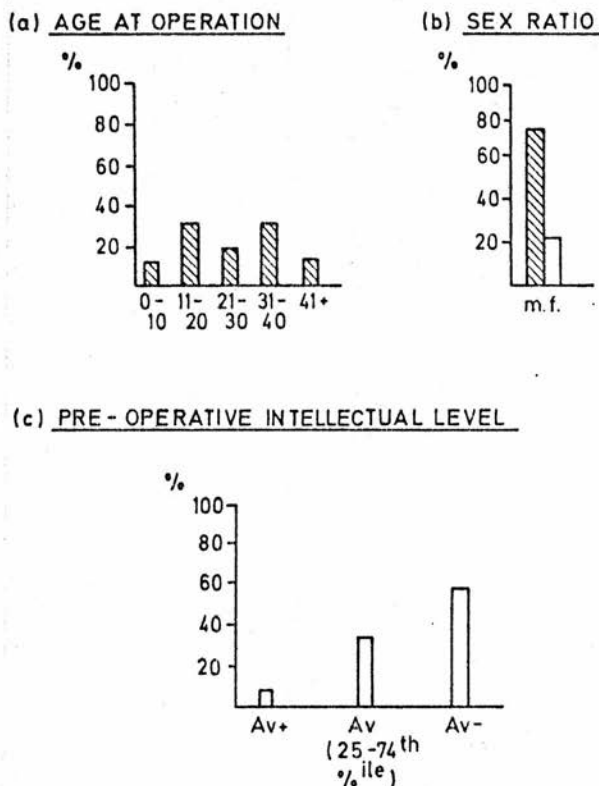 (a) AGE AT OPERATION
%
100
80
60
40
20
0-10
11-20
21-30
31-40
41+
(b) SEX RATIO
%
100
80
60
40
20
m. f.
(c) PRE-OPERATIVE INTELLECTUAL LEVEL
%
100
80
60
40
20
Av+
Av
(25-74th
%ile)
Av-